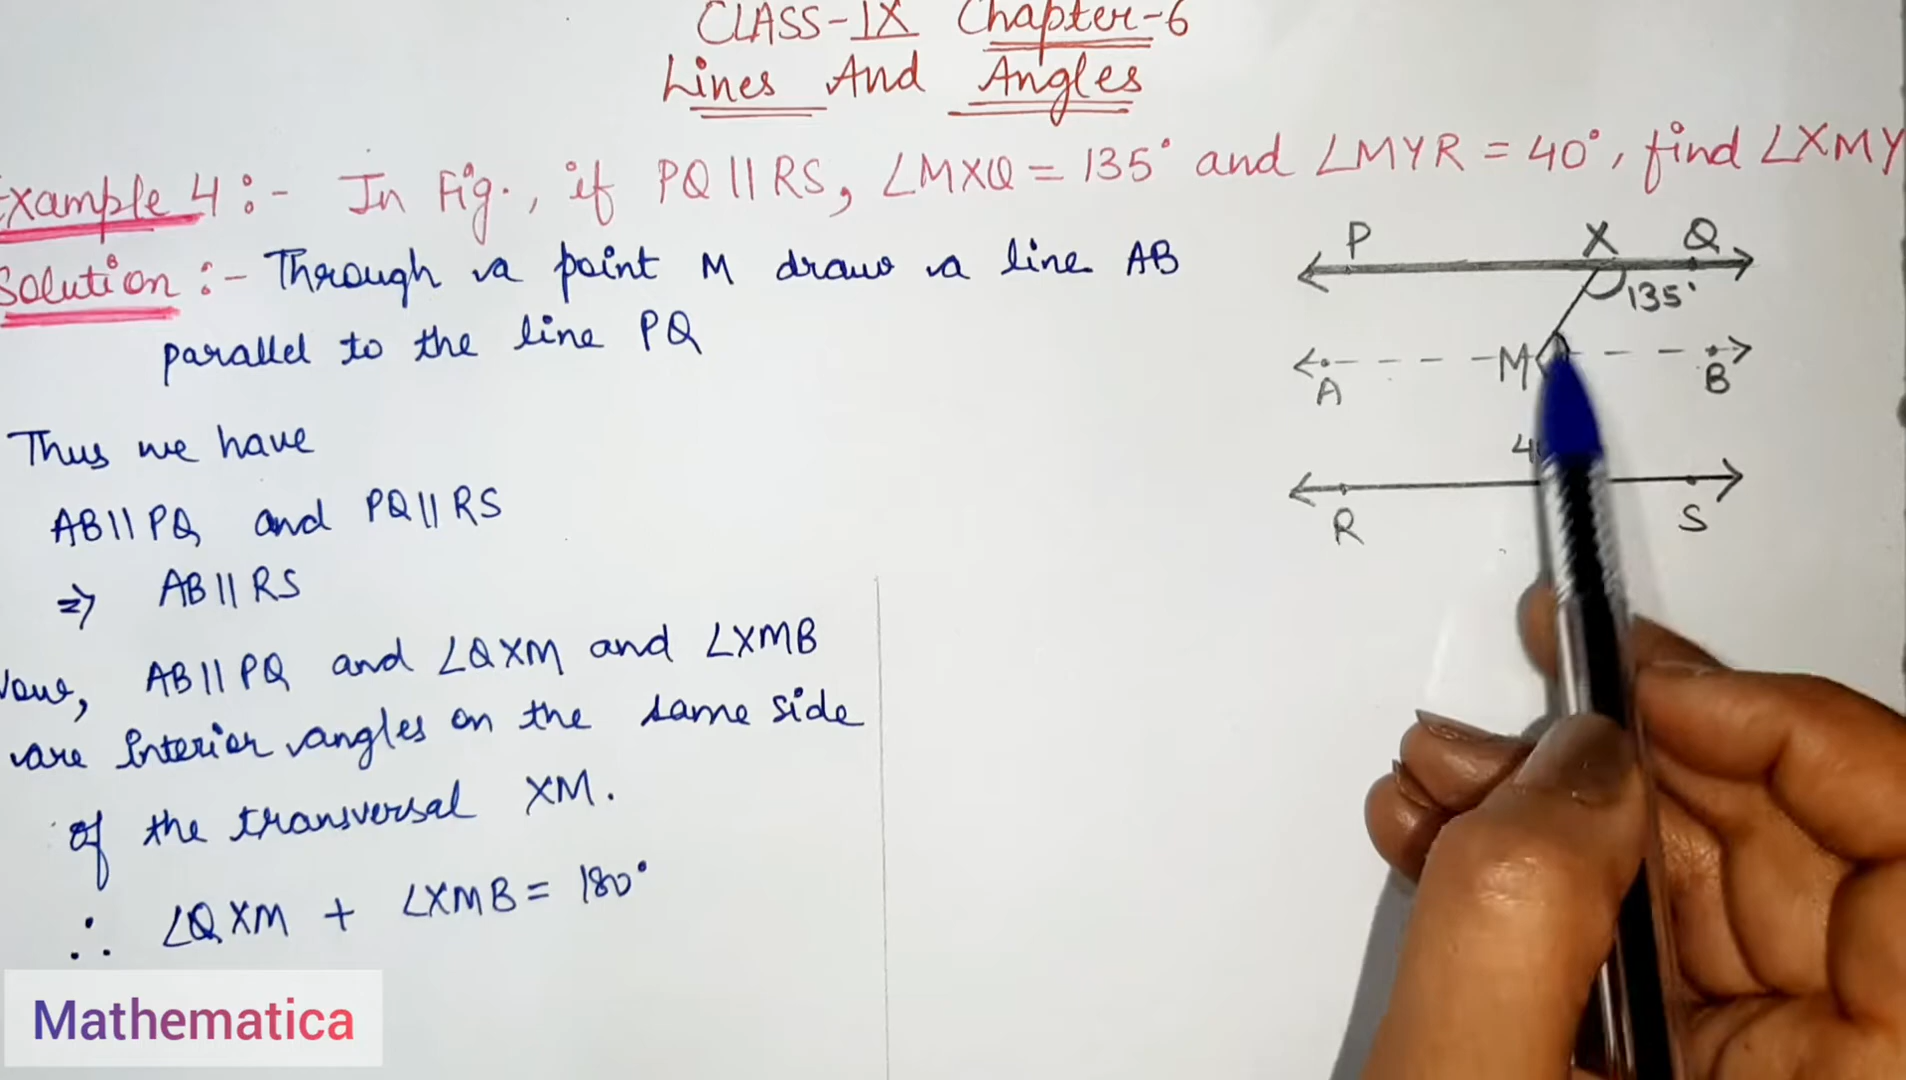 CLASS-IX Chapter-6
Lines And Angles
Example 4:- In Fig., if PQ||RS, ∠MXQ = 135° and ∠MYR = 40°, find ∠XMY
Solution:- Through a point M draw a line AB
parallel to the line PQ
Thus we have
AB||PQ and PQ||RS
⇒ AB||RS
Now, AB||PQ and ∠QXM and ∠XMB
are Interior angles on the same side
of the transversal XM.
∴ ∠QXM + ∠XMB = 180°
P X Q
135°
M
A B
4
R S
Mathematica